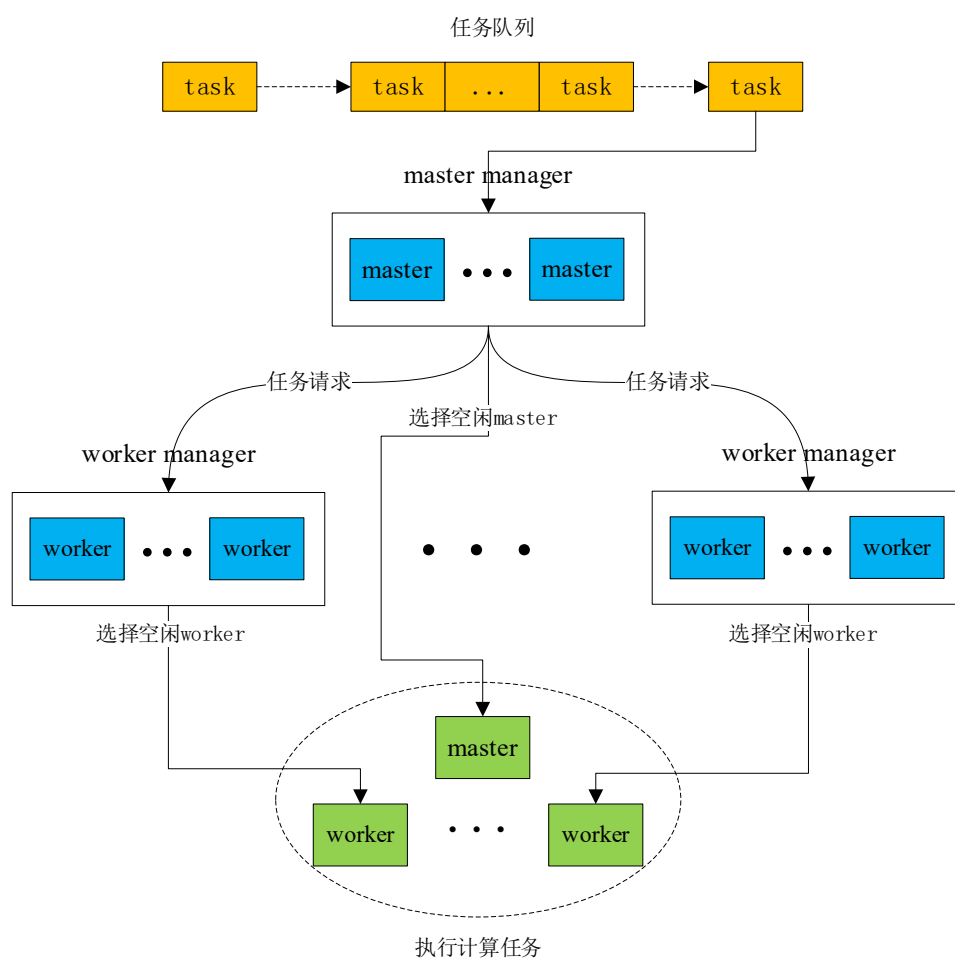 任务队列
task task ... task task
master manager
master master
任务请求 任务请求
选择空闲master
worker manager worker manager
worker worker worker worker
选择空闲worker 选择空闲worker
master
worker worker
执行计算任务